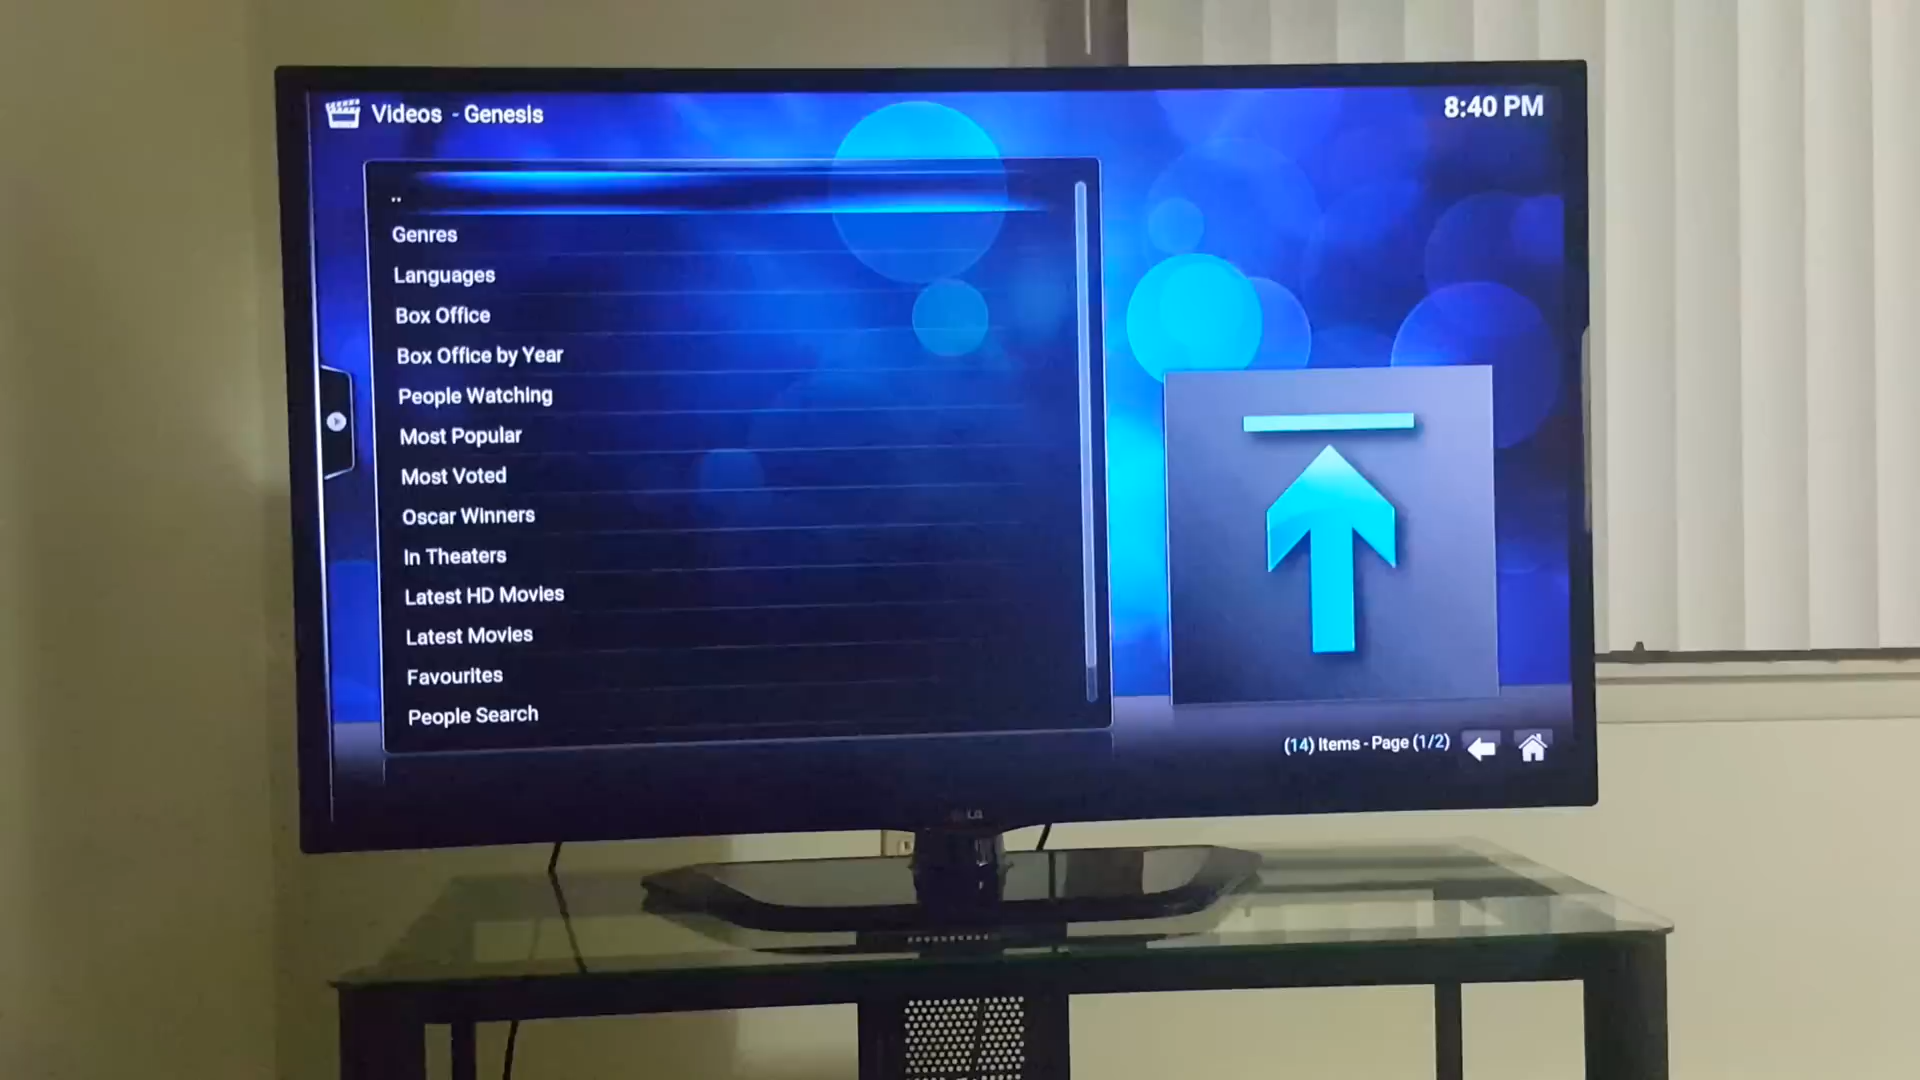 Videos - Genesis
8:40 PM
..
Genres
Languages
Box Office
Box Office by Year
People Watching
Most Popular
Most Voted
Oscar Winners
In Theaters
Latest HD Movies
Latest Movies
Favourites
People Search
(14) Items - Page (1/2)
LG